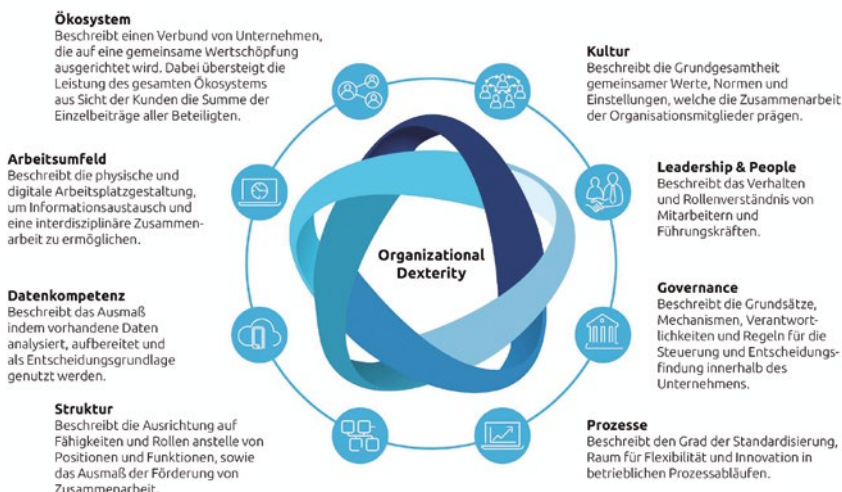 Ökosystem
Beschreibt einen Verbund von Unternehmen,
die auf eine gemeinsame Wertschöpfung
ausgerichtet wird. Dabei übersteigt die
Leistung des gesamten Ökosystems
aus Sicht der Kunden die Summe der
Einzelbeiträge aller Beteiligten.
Arbeitsumfeld
Beschreibt die physische und
digitale Arbeitsplatzgestaltung,
um Informationsaustausch und
eine interdisziplinäre Zusammen-
arbeit zu ermöglichen.
Datenkompetenz
Beschreibt das Ausmaß
indem vorhandene Daten
analysiert, aufbereitet und
als Entscheidungsgrundlage
genutzt werden.
Struktur
Beschreibt die Ausrichtung auf
Fähigkeiten und Rollen anstelle von
Positionen und Funktionen, sowie
das Ausmaß der Förderung von
Zusammenarbeit.
Organizational
Dexterity
Kultur
Beschreibt die Grundgesamtheit
gemeinsamer Werte, Normen und
Einstellungen, welche die Zusammenarbeit
der Organisationsmitglieder prägen.
Leadership & People
Beschreibt das Verhalten
und Rollenverständnis von
Mitarbeitern und
Führungskräften.
Governance
Beschreibt die Grundsätze,
Mechanismen, Verantwort-
lichkeiten und Regeln für die
Steuerung und Entscheidungs-
findung innerhalb des
Unternehmens.
Prozesse
Beschreibt den Grad der Standardisierung,
Raum für Flexibilität und Innovation in
betrieblichen Prozessabläufen.